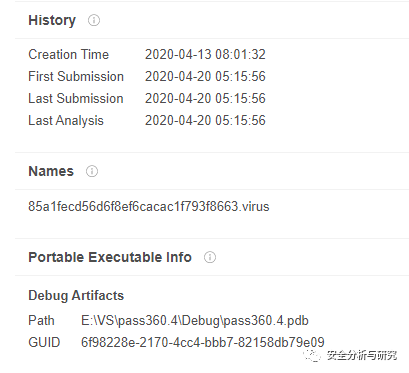 History
Creation Time 2020-04-13 08:01:32
First Submission 2020-04-20 05:15:56
Last Submission 2020-04-20 05:15:56
Last Analysis 2020-04-20 05:15:56
Names
85a1fecd56d6f8ef6cacac1f793f8663.virus
Portable Executable Info
Debug Artifacts
Path E:\VS\pass360.4\Debug\pass360.4.pdb
GUID 6f98228e-2170-4cc4-bbb7-82158db79e09
安全分析与研究